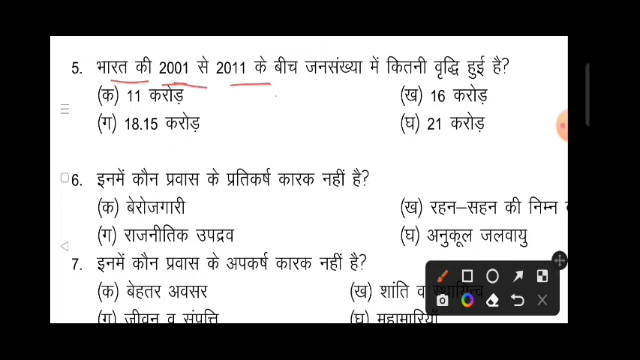 5. भारत की 2001 से 2011 के बीच जनसंख्या में कितनी वृद्धि हुई है?
(क) 11 करोड़ (ख) 16 करोड़
(ग) 18.15 करोड़ (घ) 21 करोड़
6. इनमें कौन प्रवास के प्रतिकर्ष कारक नहीं है?
(क) बेरोजगारी (ख) रहन–सहन की निम्न
(ग) राजनीतिक उपद्रव (घ) अनुकूल जलवायु
7. इनमें कौन प्रवास के अपकर्ष कारक नहीं है?
(क) बेहतर अवसर (ख) शांति व स्थायित्व
(ग) जीवन व संपत्ति (घ) महामारियाँ